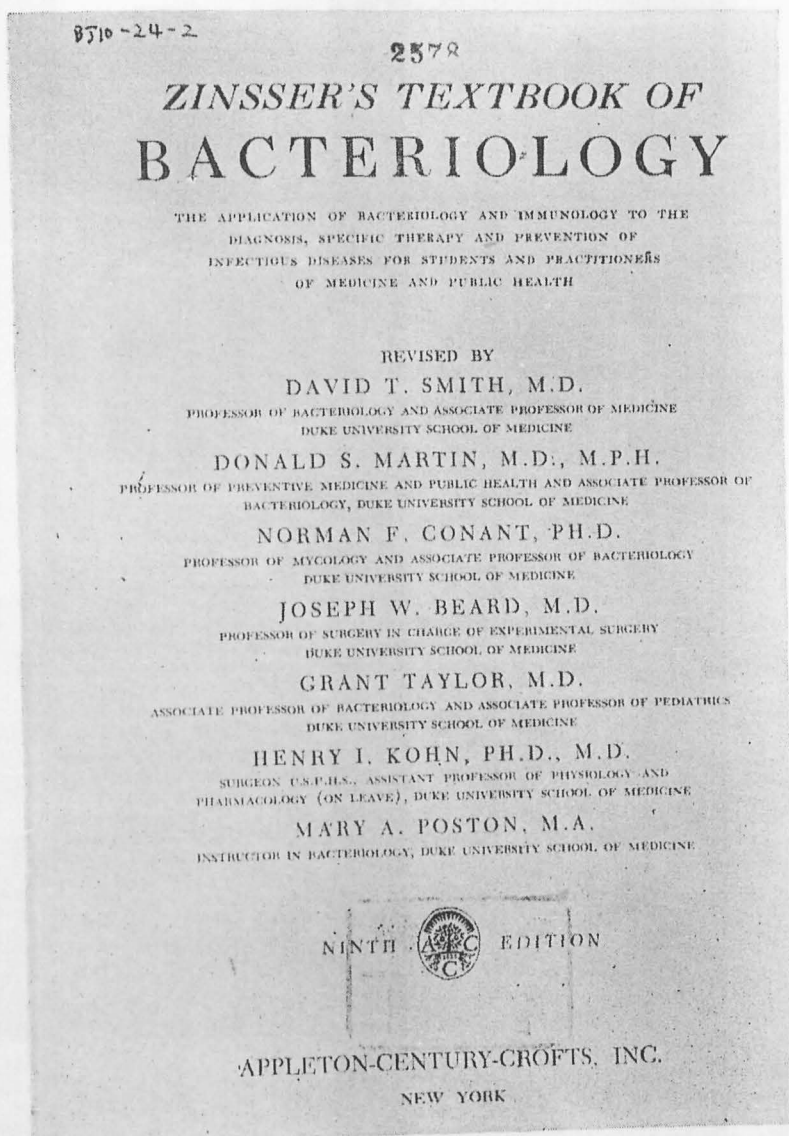 8J10-24-2
2578
ZINSSER'S TEXTBOOK OF
BACTERIOLOGY
THE APPLICATION OF BACTERIOLOGY AND IMMUNOLOGY TO THE
DIAGNOSIS, SPECIFIC THERAPY AND PREVENTION OF
INFECTIOUS DISEASES FOR STUDENTS AND PRACTITIONERS
OF MEDICINE AND PUBLIC HEALTH
REVISED BY
DAVID T. SMITH, M.D.
PROFESSOR OF BACTERIOLOGY AND ASSOCIATE PROFESSOR OF MEDICINE
DUKE UNIVERSITY SCHOOL OF MEDICINE
DONALD S. MARTIN, M.D., M.P.H.
PROFESSOR OF PREVENTIVE MEDICINE AND PUBLIC HEALTH AND ASSOCIATE PROFESSOR OF
BACTERIOLOGY, DUKE UNIVERSITY SCHOOL OF MEDICINE
NORMAN F. CONANT, PH.D.
PROFESSOR OF MYCOLOGY AND ASSOCIATE PROFESSOR OF BACTERIOLOGY
DUKE UNIVERSITY SCHOOL OF MEDICINE
JOSEPH W. BEARD, M.D.
PROFESSOR OF SURGERY IN CHARGE OF EXPERIMENTAL SURGERY
DUKE UNIVERSITY SCHOOL OF MEDICINE
GRANT TAYLOR, M.D.
ASSOCIATE PROFESSOR OF BACTERIOLOGY AND ASSOCIATE PROFESSOR OF PEDIATRICS
DUKE UNIVERSITY SCHOOL OF MEDICINE
HENRY I. KOHN, PH.D., M.D.
SURGEON U.S.P.H.S., ASSISTANT PROFESSOR OF PHYSIOLOGY AND
PHARMACOLOGY (ON LEAVE), DUKE UNIVERSITY SCHOOL OF MEDICINE
MARY A. POSTON, M.A.
INSTRUCTOR IN BACTERIOLOGY, DUKE UNIVERSITY SCHOOL OF MEDICINE
NINTH ACC EDITION
APPLETON-CENTURY-CROFTS, INC.
NEW YORK